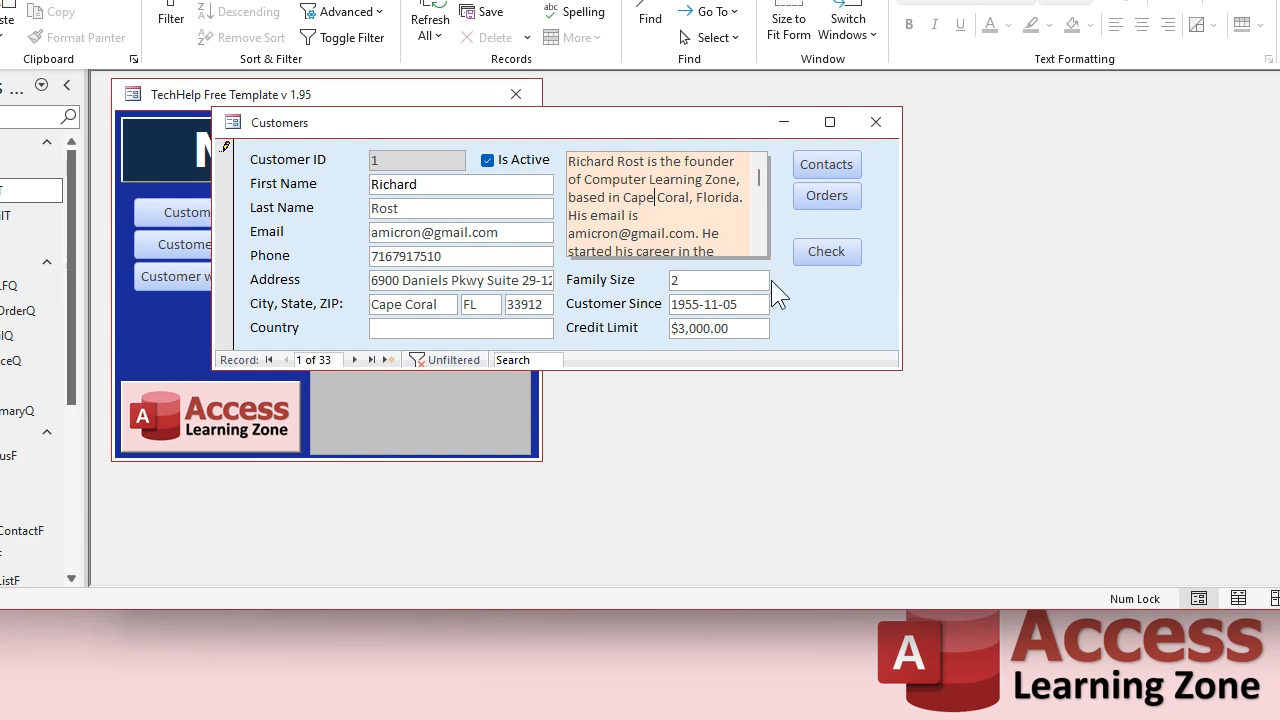 Copy
Format Painter
Clipboard
Filter
Descending
Remove Sort
Advanced
Toggle Filter
Sort & Filter
Refresh
All
Save
Delete
Spelling
More
Records
Find
Go To
Select
Find
Size to
Fit Form
Switch
Windows
Window
B I U A A
Text Formatting
TechHelp Free Template v 1.95
Customers
Customer ID 1 Is Active
First Name Richard
Last Name Rost
Email amicron@gmail.com
Phone 7167917510
Address 6900 Daniels Pkwy Suite 29-12
City, State, ZIP: Cape Coral FL 33912
Country
Richard Rost is the founder
of Computer Learning Zone,
based in Cape Coral, Florida.
His email is
amicron@gmail.com. He
started his career in the
Family Size 2
Customer Since 1955-11-05
Credit Limit $3,000.00
Contacts
Orders
Check
Record: 1 of 33 Unfiltered Search
Custom
Custome
Customer w
A Access
Learning Zone
Num Lock
A Access
Learning Zone